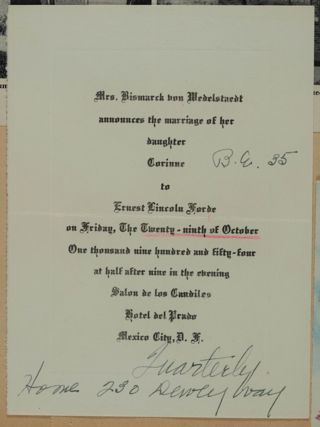 Mrs. Bismarck von Wedelstaedt
announces the marriage of her
daughter
Corinne
B.G. 35
to
Ernest Lincoln Forde
on Friday, The Twenty-ninth of October
One thousand nine hundred and fifty-four
at half after nine in the evening
Salon de los Candiles
Hotel del Prado
Mexico City, D. F.
Quarterly.
Home 230 Dewey Way